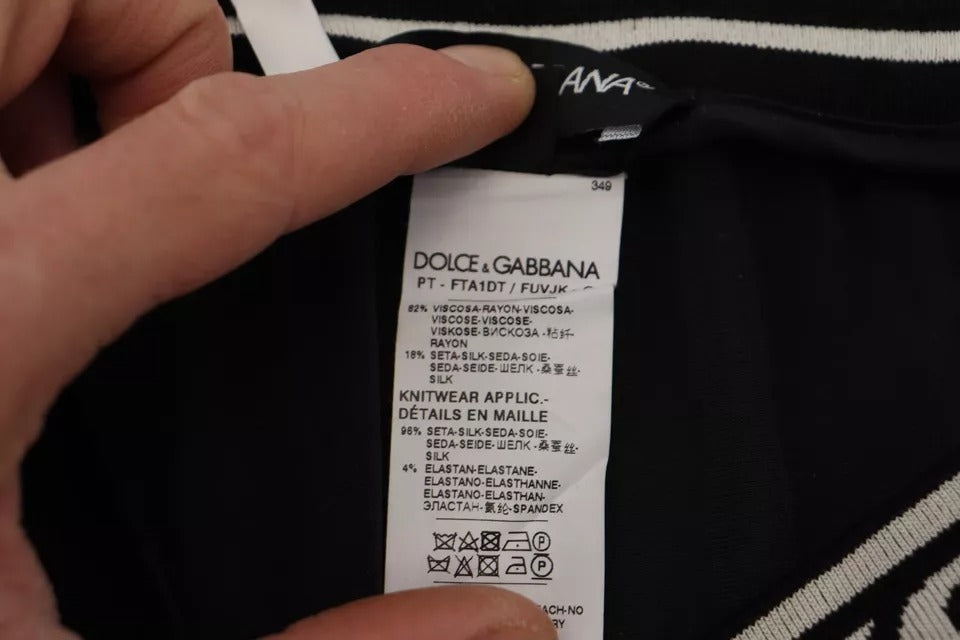 ANA
349
DOLCE & GABBANA
PT - FTA1DT / FUVJK -
82% VISCOSA-RAYON-VISCOSA-
VISCOSE-VISCOSE-
VISKOSE-ВИСКОЗА -粘纤-
RAYON
18% SETA-SILK-SEDA-SOIE-
SEDA-SEIDE-ШЕЛК -桑蚕丝-
SILK
KNITWEAR APPLIC.-
DÉTAILS EN MAILLE
96% SETA-SILK-SEDA-SOIE-
SEDA-SEIDE-ШЕЛК -桑蚕丝-
SILK
4% ELASTAN-ELASTANE-
ELASTANO-ELASTHANNE-
ELASTANO-ELASTHAN-
ЭЛАСТАН-氨纶-SPANDEX
P
P
ACH-NO
RY